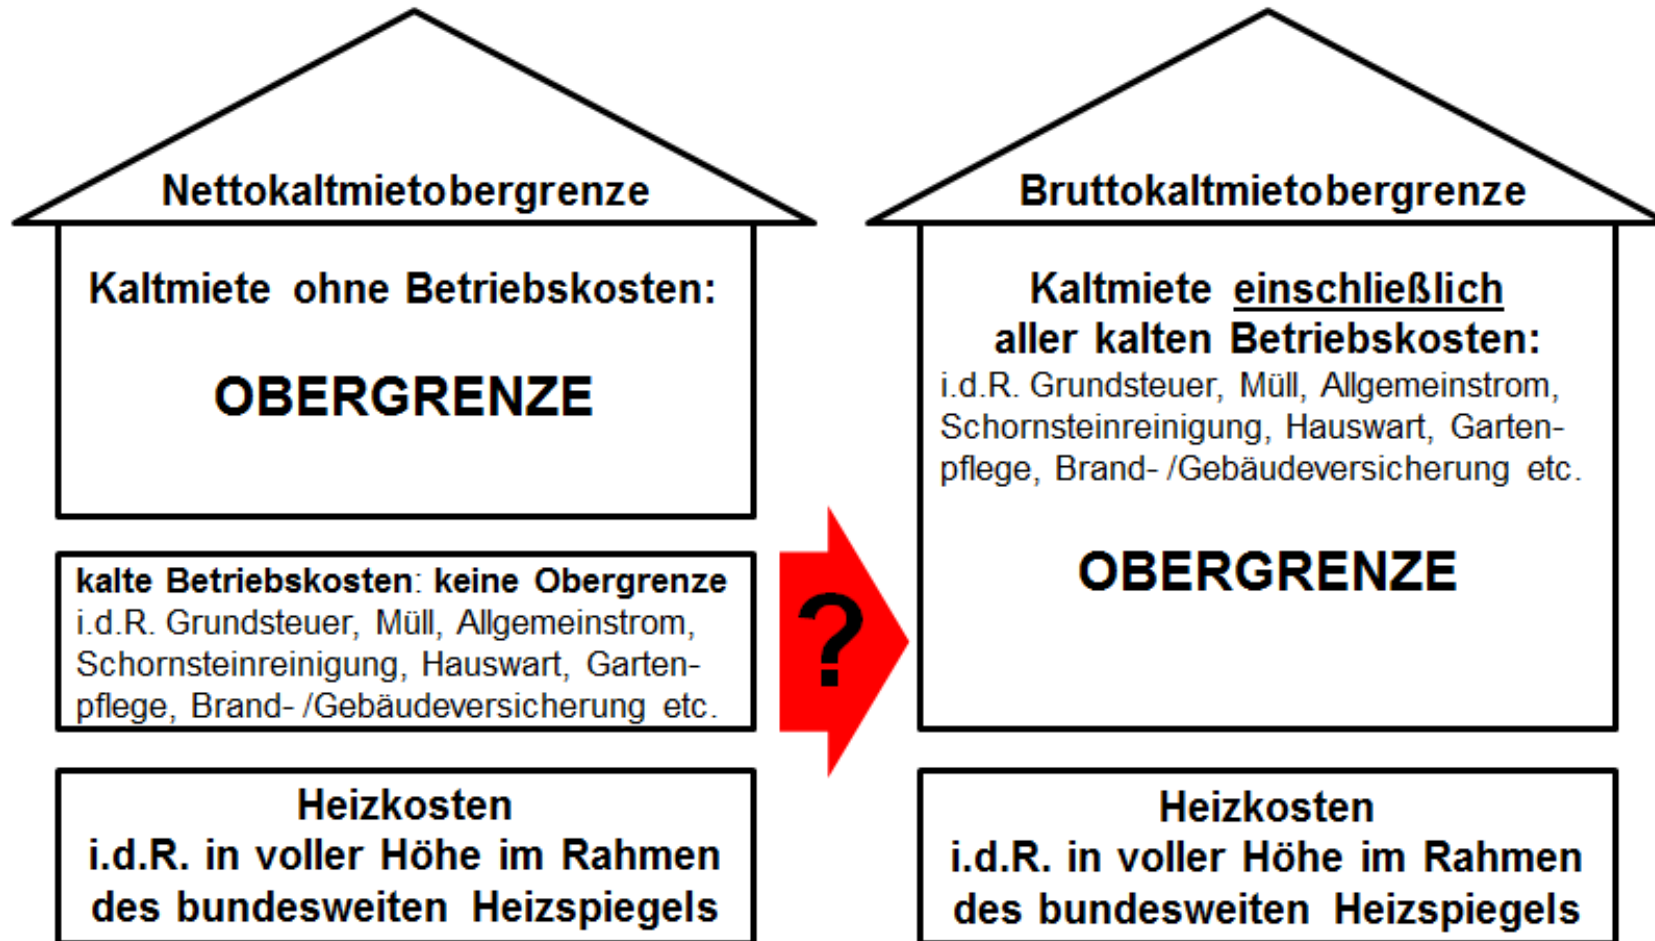 Nettokaltmietobergrenze
Kaltmiete ohne Betriebskosten:
OBERGRENZE
kalte Betriebskosten: keine Obergrenze
i.d.R. Grundsteuer, Müll, Allgemeinstrom,
Schornsteinreinigung, Hauswart, Garten-
pflege, Brand- /Gebäudeversicherung etc.
Heizkosten
i.d.R. in voller Höhe im Rahmen
des bundesweiten Heizspiegels
?
Bruttokaltmietobergrenze
Kaltmiete einschließlich
aller kalten Betriebskosten:
i.d.R. Grundsteuer, Müll, Allgemeinstrom,
Schornsteinreinigung, Hauswart, Garten-
pflege, Brand- /Gebäudeversicherung etc.
OBERGRENZE
Heizkosten
i.d.R. in voller Höhe im Rahmen
des bundesweiten Heizspiegels